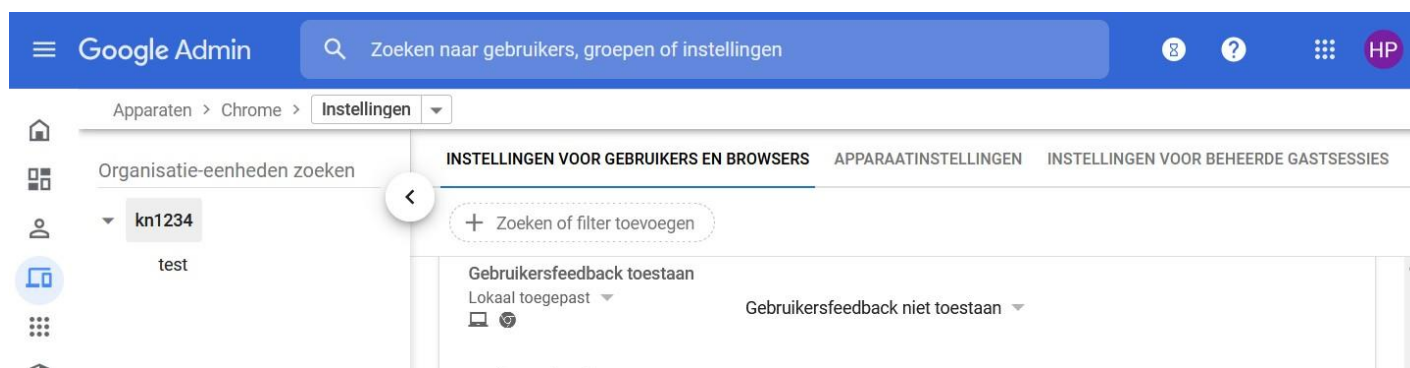 Google Admin
Zoeken naar gebruikers, groepen of instellingen
HP
Apparaten > Chrome > Instellingen
Organisatie-eenheden zoeken
kn1234
test
INSTELLINGEN VOOR GEBRUIKERS EN BROWSERS APPARAATINSTELLINGEN INSTELLINGEN VOOR BEHEERDE GASTSESSIES
+ Zoeken of filter toevoegen
Gebruikersfeedback toestaan
Lokaal toegepast
Gebruikersfeedback niet toestaan